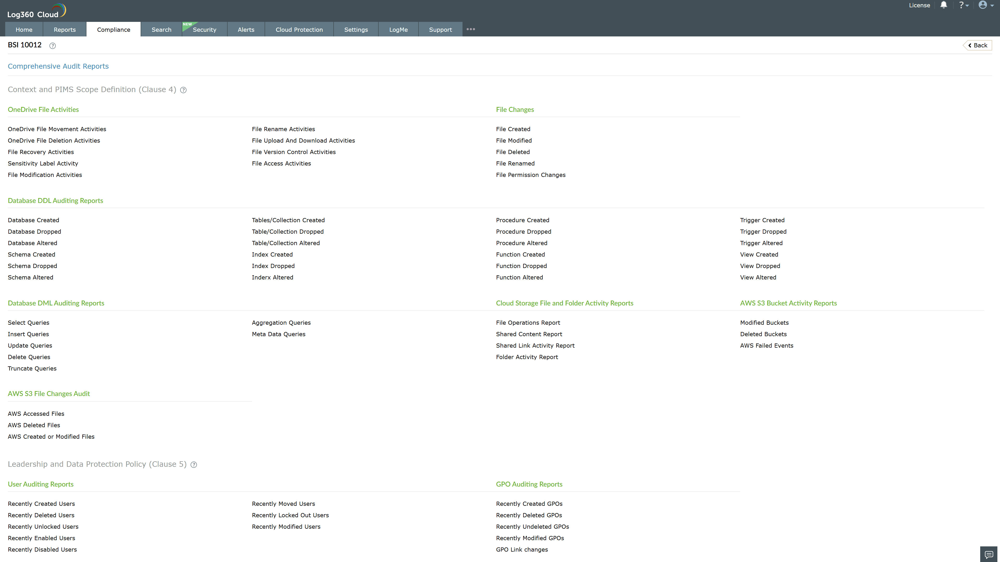 License
?
Log360 Cloud
Home
Reports
Compliance
Search
NEW
Security
Alerts
Cloud Protection
Settings
LogMe
Support
BSI 10012 ?
Back
Comprehensive Audit Reports
Context and PIMS Scope Definition (Clause 4) ?
OneDrive File Activities
OneDrive File Movement Activities
OneDrive File Deletion Activities
File Recovery Activities
Sensitivity Label Activity
File Modification Activities
File Rename Activities
File Upload And Download Activities
File Version Control Activities
File Access Activities
File Changes
File Created
File Modified
File Deleted
File Renamed
File Permission Changes
Database DDL Auditing Reports
Database Created
Database Dropped
Database Altered
Schema Created
Schema Dropped
Schema Altered
Tables/Collection Created
Table/Collection Dropped
Table/Collection Altered
Index Created
Index Dropped
Inderx Altered
Procedure Created
Procedure Dropped
Procedure Altered
Function Created
Function Dropped
Function Altered
Trigger Created
Trigger Dropped
Trigger Altered
View Created
View Dropped
View Altered
Database DML Auditing Reports
Select Queries
Insert Queries
Update Queries
Delete Queries
Truncate Queries
Aggregation Queries
Meta Data Queries
Cloud Storage File and Folder Activity Reports
File Operations Report
Shared Content Report
Shared Link Activity Report
Folder Activity Report
AWS S3 Bucket Activity Reports
Modified Buckets
Deleted Buckets
AWS Failed Events
AWS S3 File Changes Audit
AWS Accessed Files
AWS Deleted Files
AWS Created or Modified Files
Leadership and Data Protection Policy (Clause 5) ?
User Auditing Reports
Recently Created Users
Recently Deleted Users
Recently Unlocked Users
Recently Enabled Users
Recently Disabled Users
Recently Moved Users
Recently Locked Out Users
Recently Modified Users
GPO Auditing Reports
Recently Created GPOs
Recently Deleted GPOs
Recently Undeleted GPOs
Recently Modified GPOs
GPO Link changes